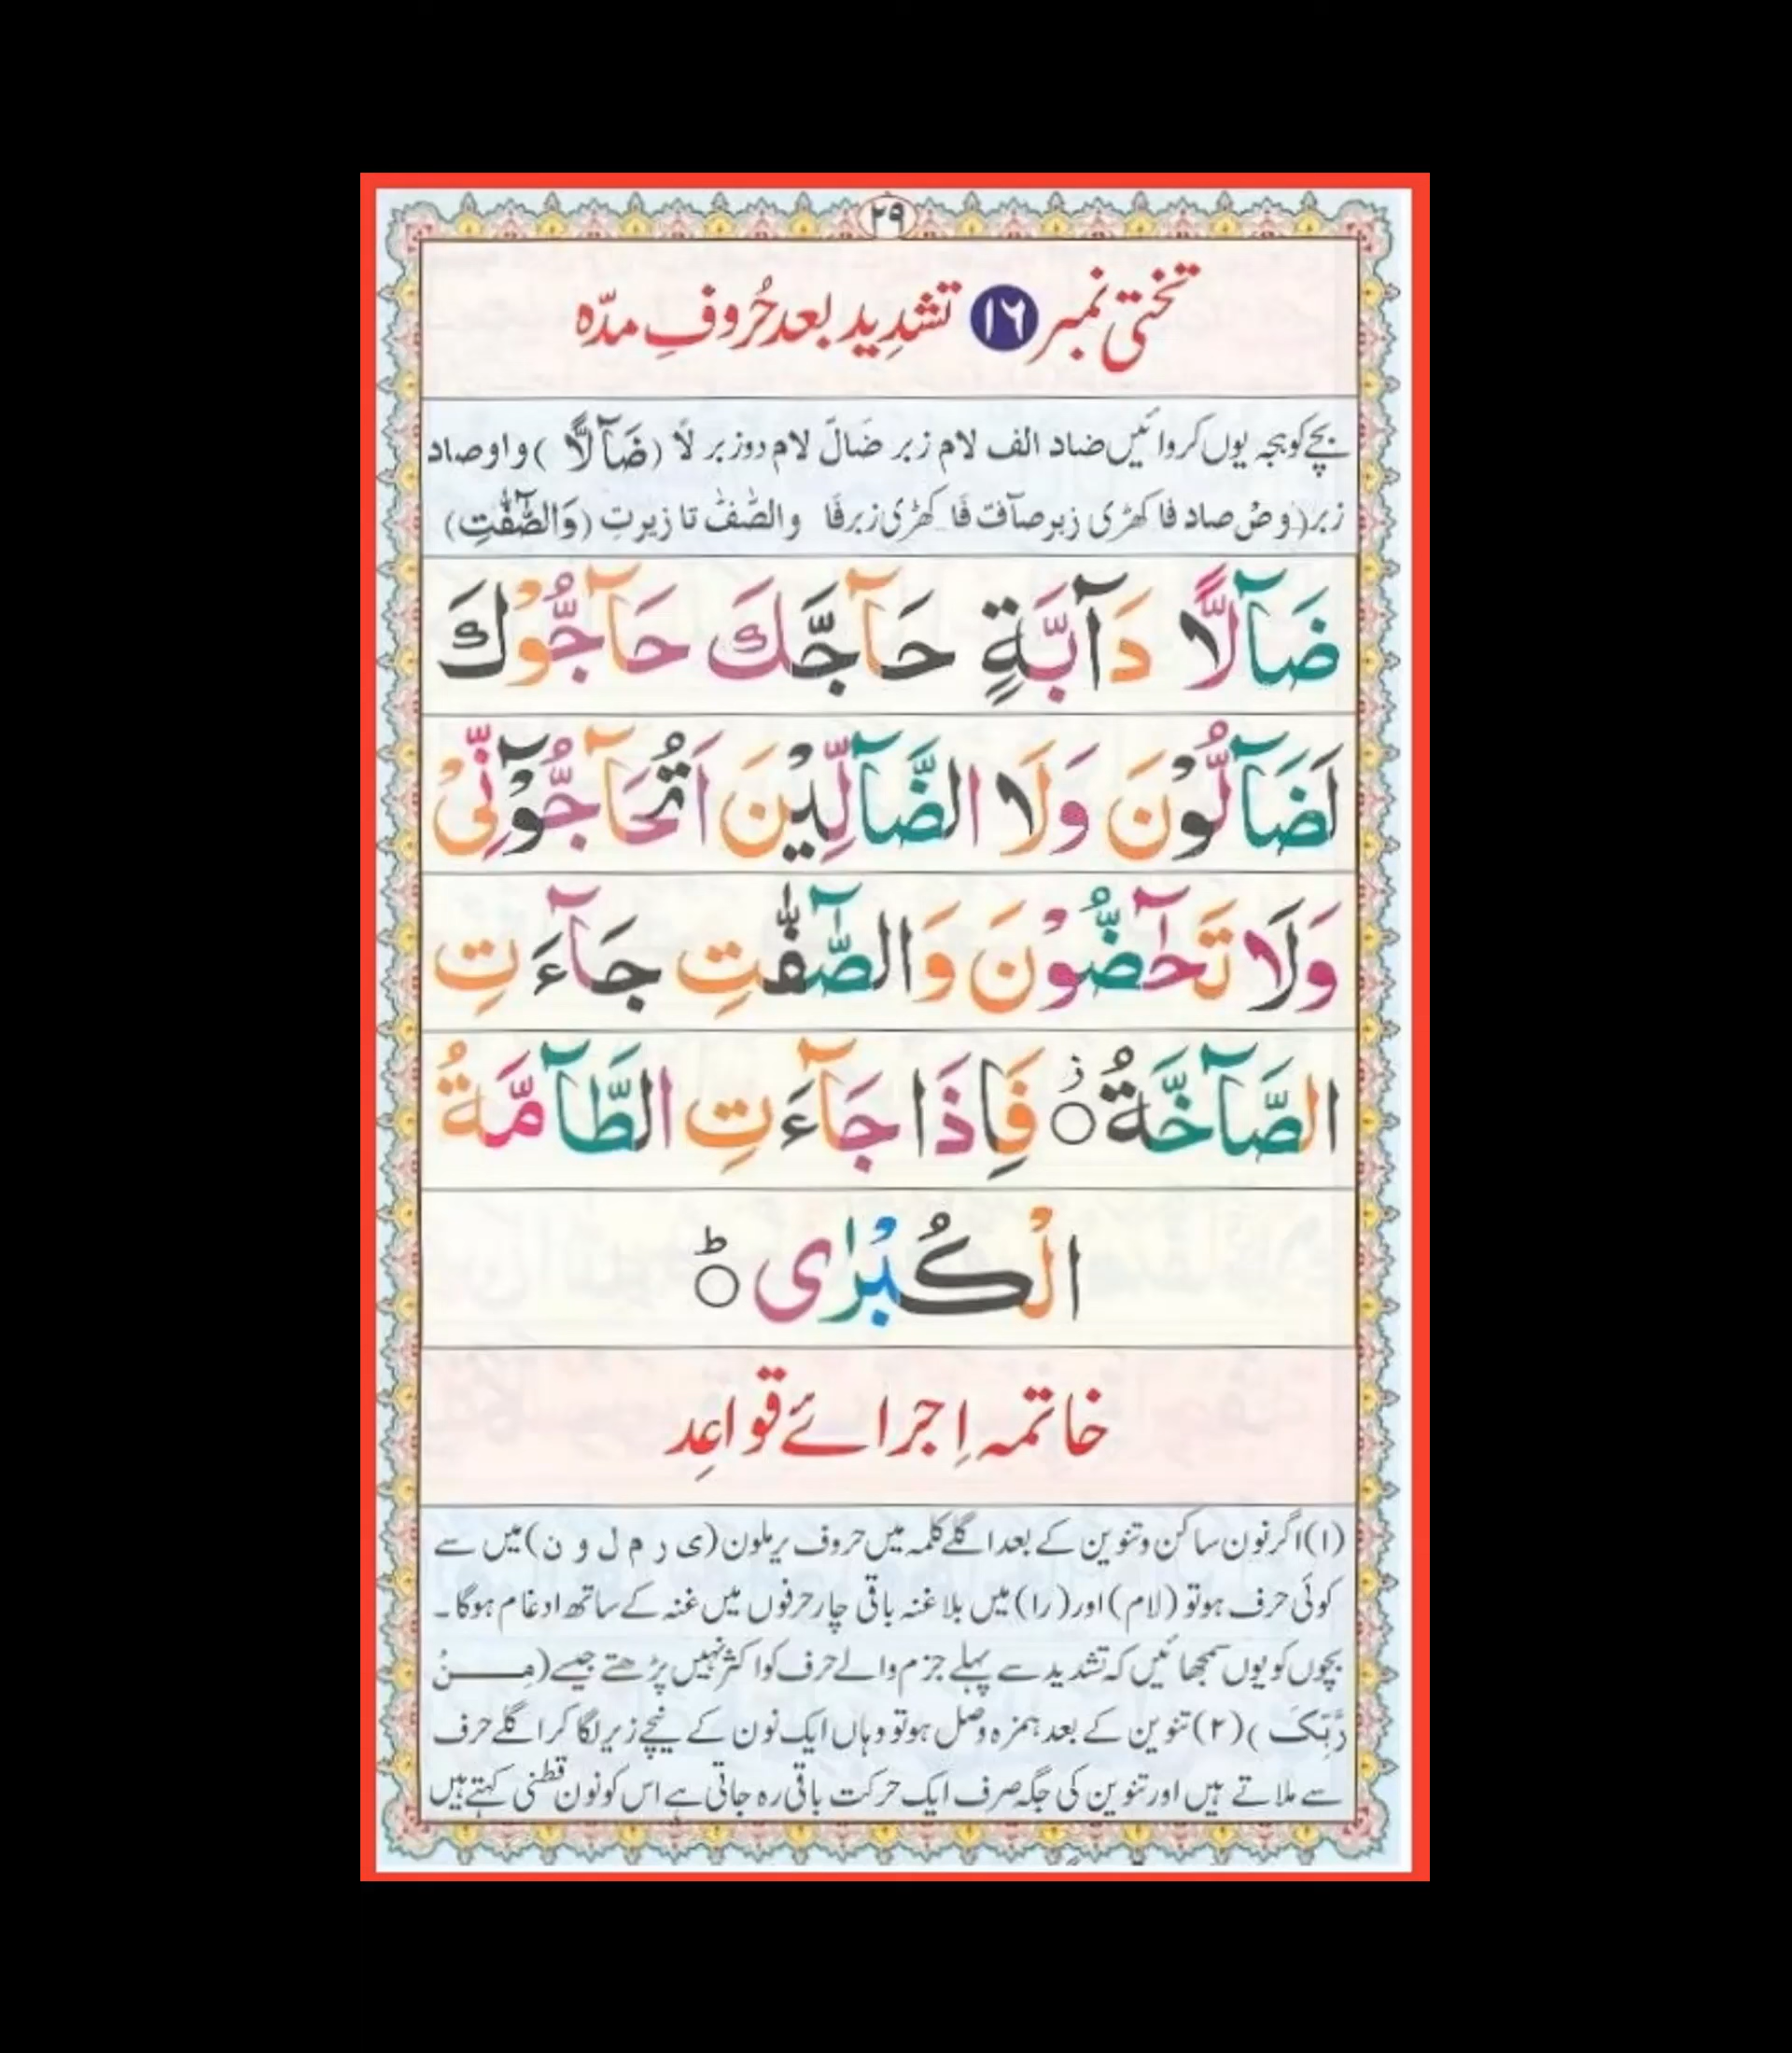 ۲۹
تختی نمبر ۱۶ تشدِید بعد حُروفِ مدّہ
بچے کو ہجہ یوں کروائیں ضاد الف لام زبر ضَالَّ لام دوزبر لًا (ضَآلًّا) واو صاد
زبر (وصْ صاد فا کھڑی زبر صآفّ فَا کھڑی زبر فَا والصّٰفّٰ تا زیر تِ (وَالصّٰٓفّٰتِ)
ضَآلًّا دَآبَّةٍ حَآجَّكَ حَآجُّوْكَ
لَضَآلُّوْنَ وَلَا الضَّآلِّيْنَ اَتُحَآجُّوْٓنِّيْ
وَلَا تَحٰٓضُّوْنَ وَالصّٰٓفّٰتِ جَآءَتِ
الصَّآخَّةُ ز ○ فَاِذَا جَآءَتِ الطَّآمَّةُ
الْكُبْرٰى ○ ط
خاتمہ اِجرائے قواعِد
(۱) اگر نون ساکن و تنوین کے بعد اگلے کلمہ میں حروف یرملون (ی ر م ل و ن) میں سے
کوئی حرف ہو تو (لام) اور (را) میں بلا غنہ باقی چار حرفوں میں غنہ کے ساتھ ادغام ہوگا۔
بچوں کو یوں سمجھائیں کہ تشدید سے پہلے جزم والے حرف کو اکثر نہیں پڑھتے جیسے (مِنْ
رَّبِّکَ) (۲) تنوین کے بعد ہمزہ وصل ہو تو وہاں ایک نون کے نیچے زیر لگا کر اگلے حرف
سے ملاتے ہیں اور تنوین کی جگہ صرف ایک حرکت باقی رہ جاتی ہے اس کو نون قطنی کہتے ہیں